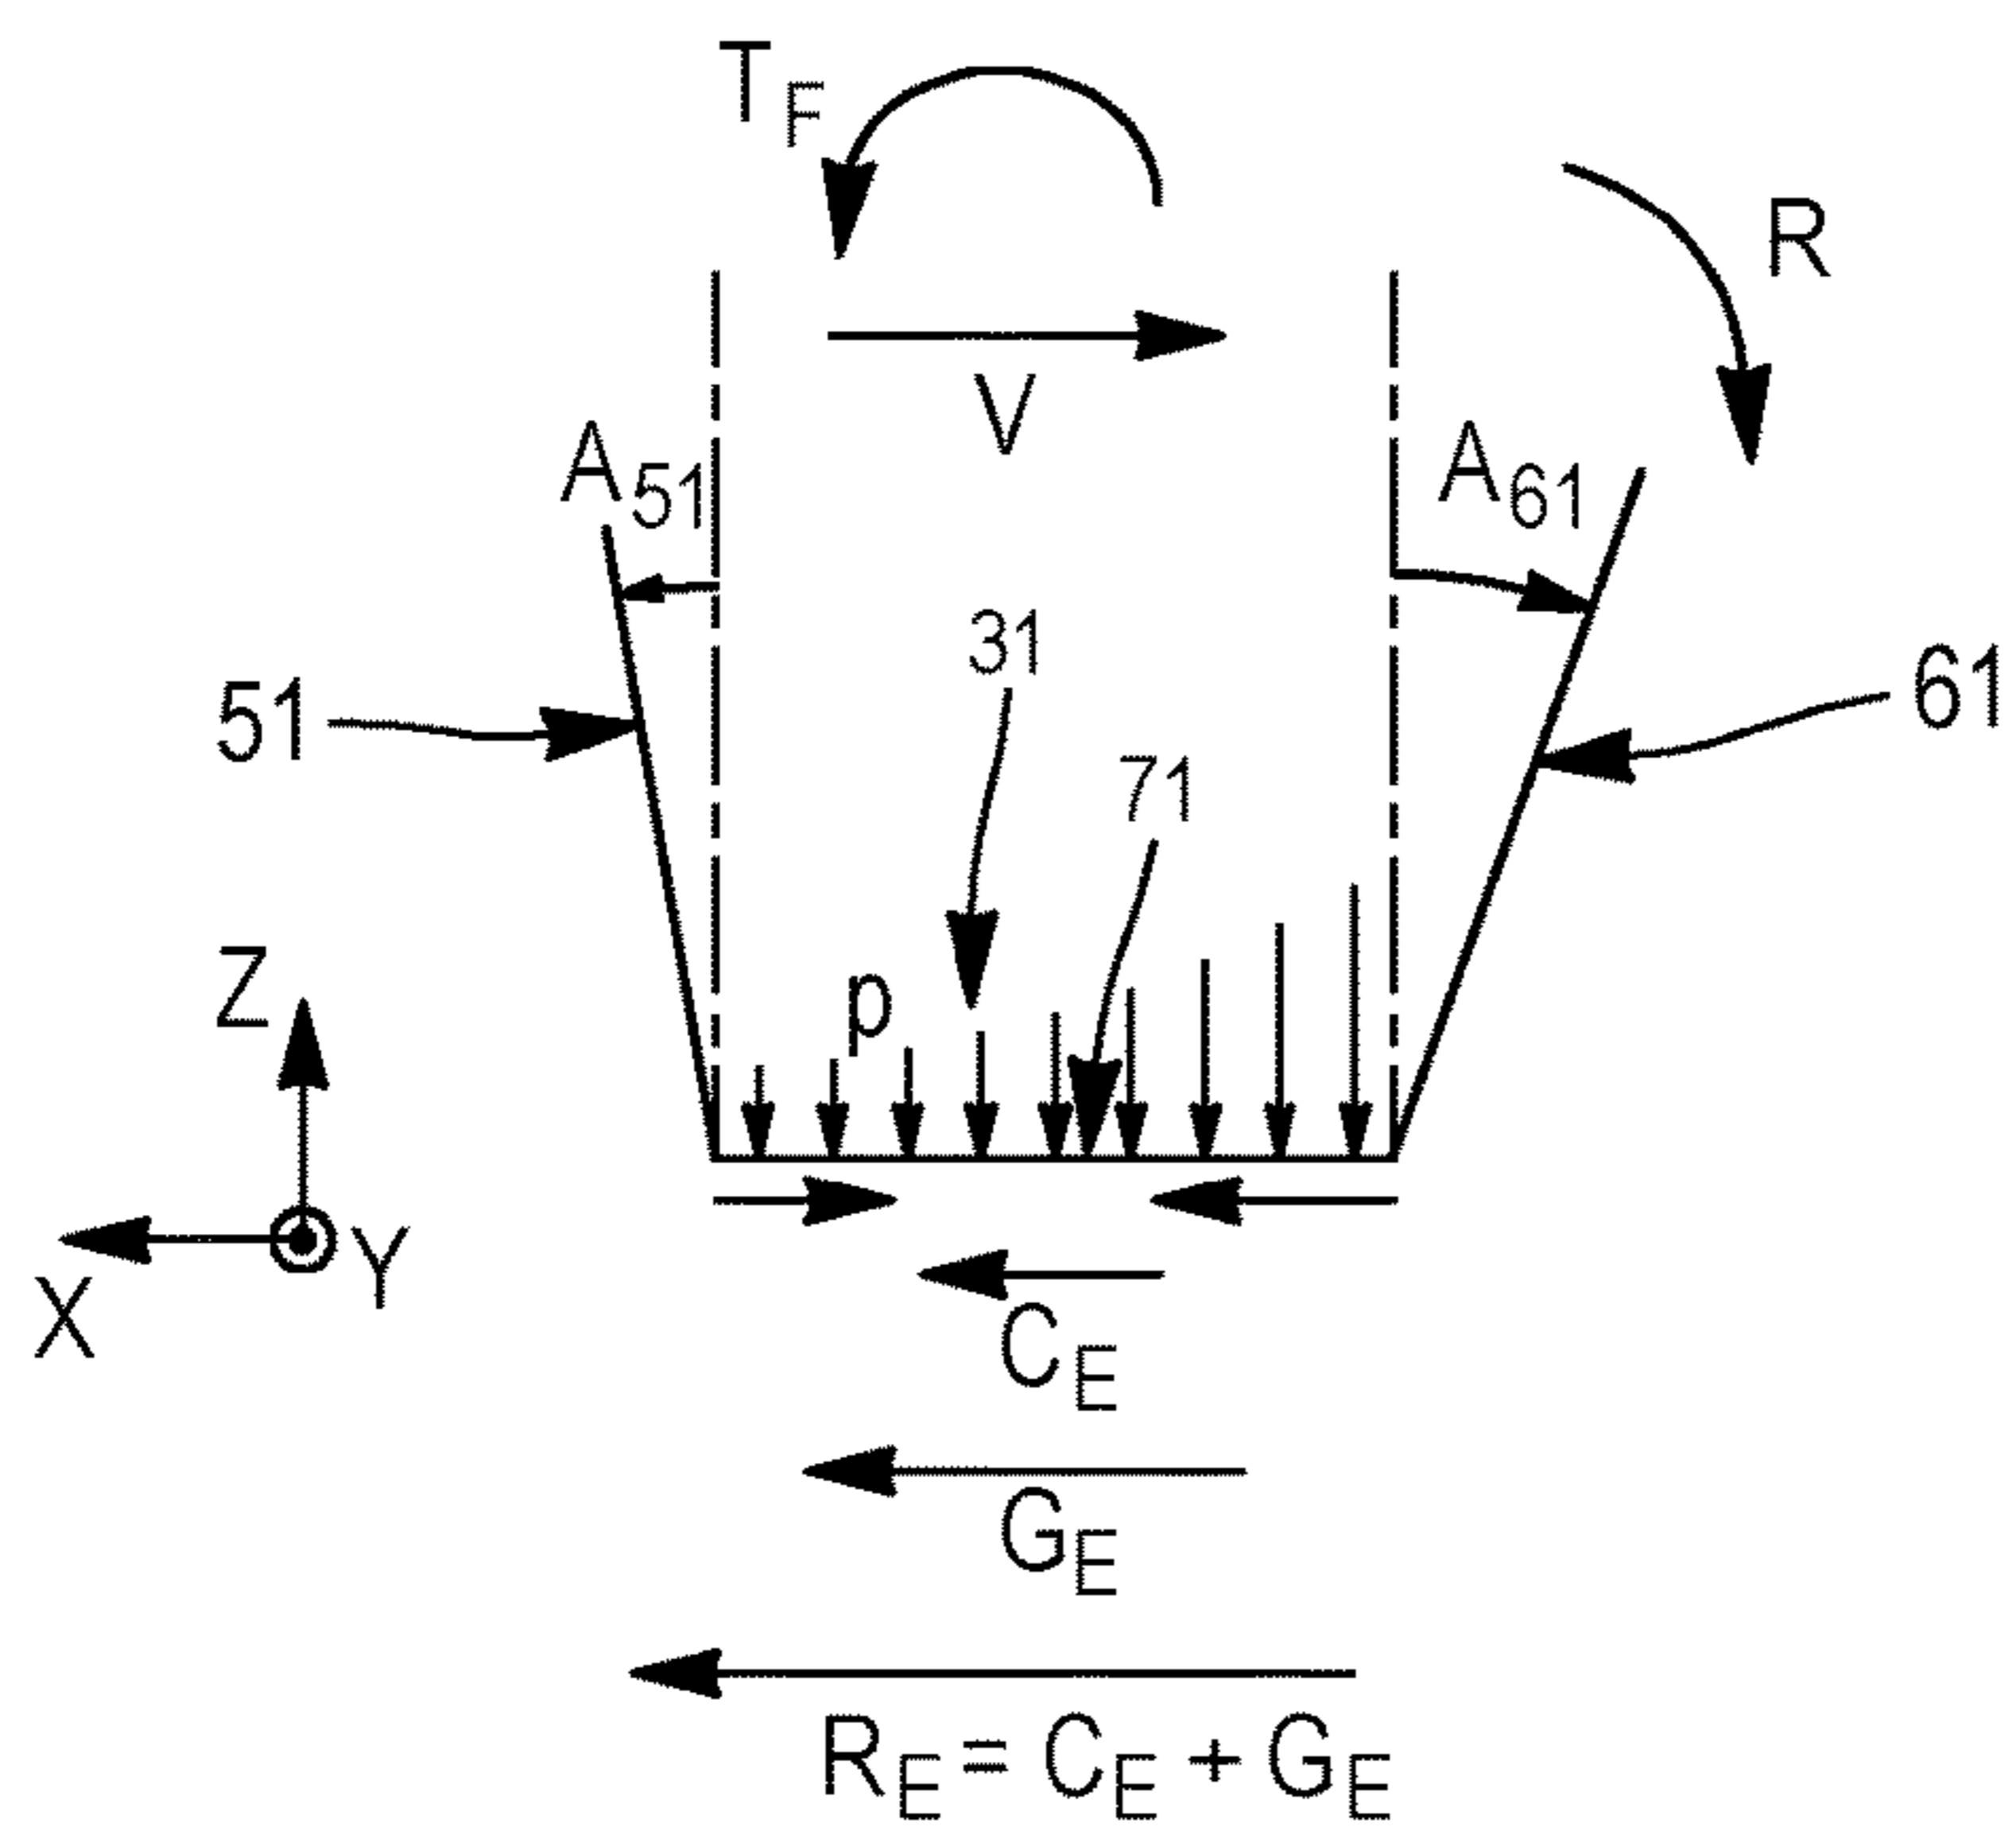 T_F
R
V
A_51
A_61
31
51
61
71
p
Z
Y
X
C_E
G_E
R_E = C_E + G_E